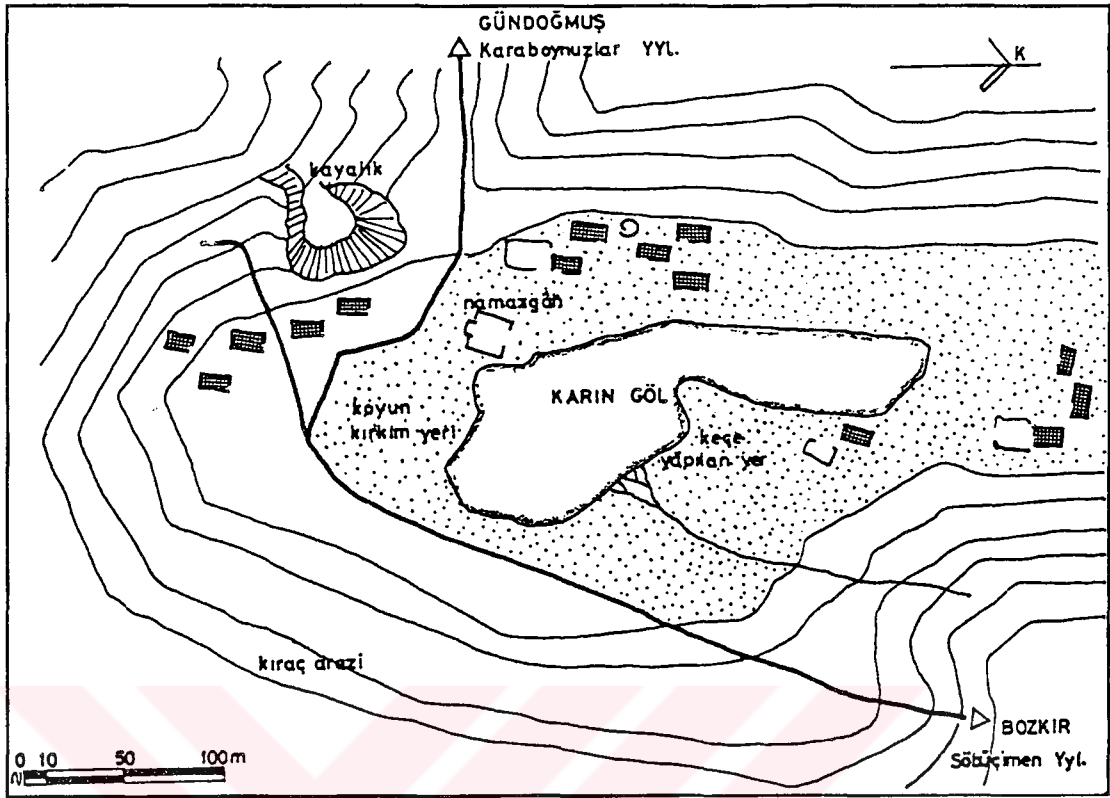 GÜNDOĞMUŞ
Karaboynuzlar YYL.
K
kayalık
namazgâh
KARIN GÖL
koyun
kırkım yeri
keçe
yapılan yer
kıraç arazi
BOZKIR
Söbüçimen Yyl.
0 10 50 100m